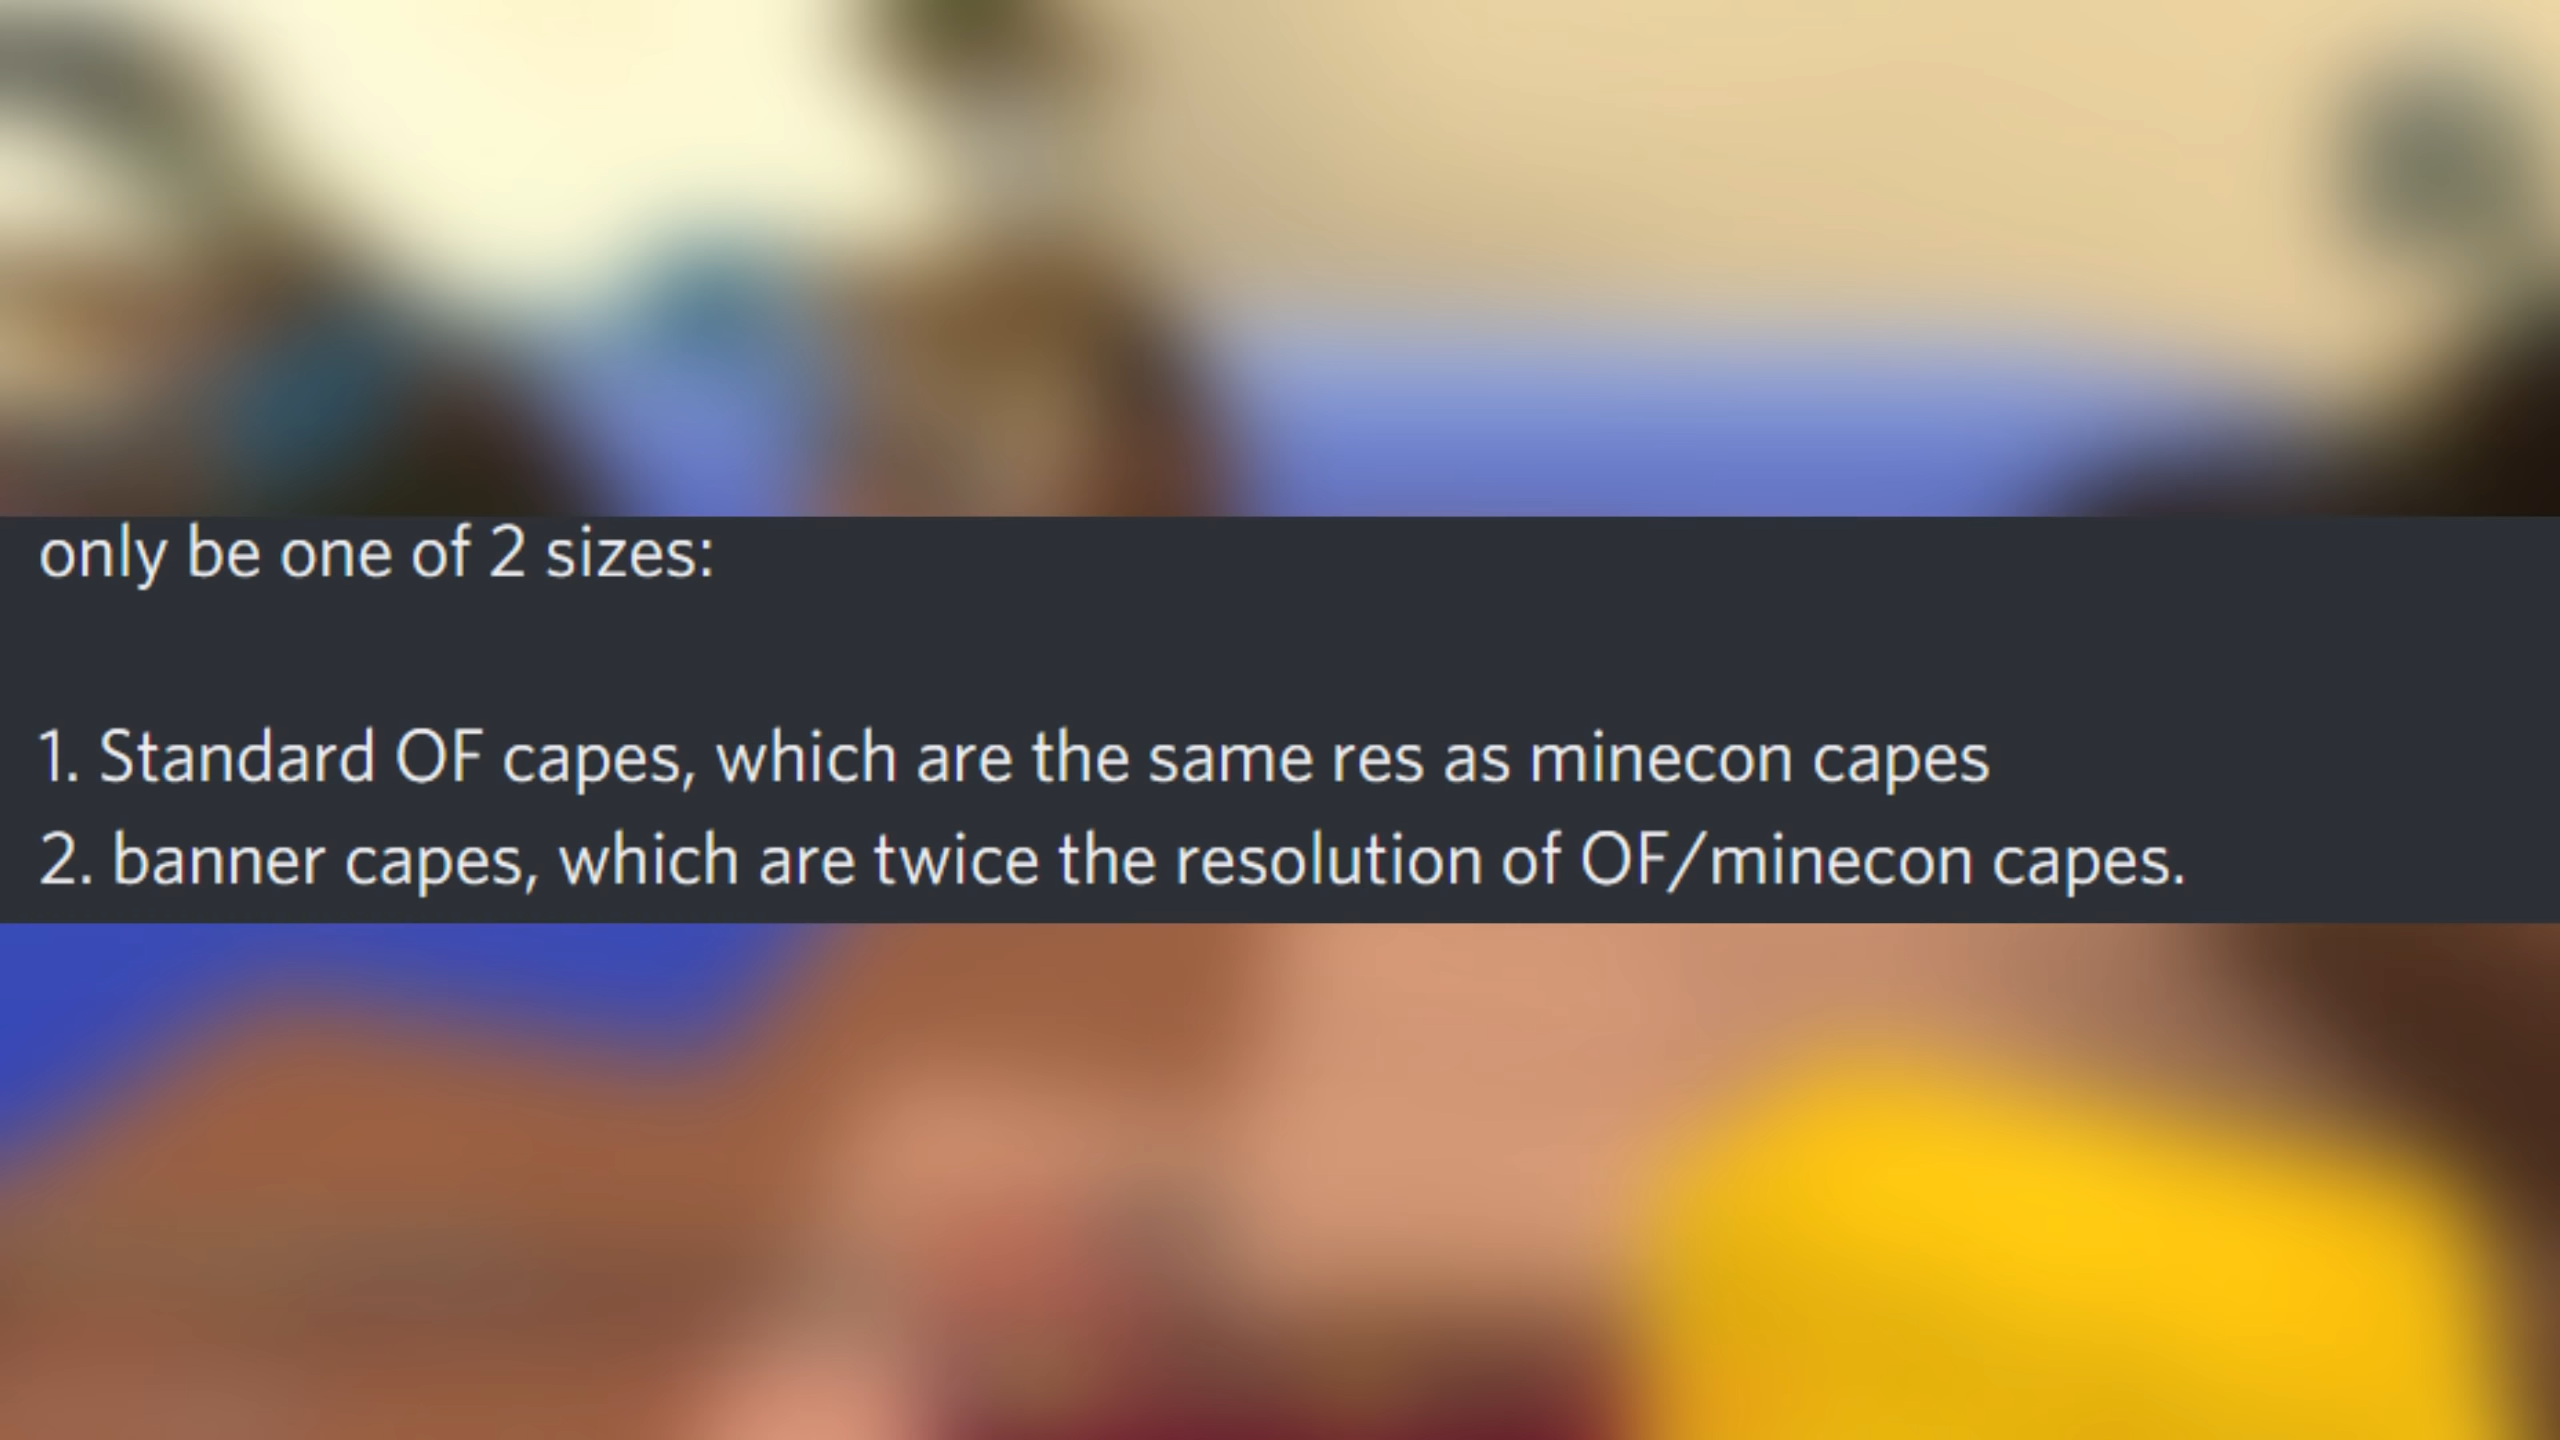 only be one of 2 sizes:
1. Standard OF capes, which are the same res as minecon capes
2. banner capes, which are twice the resolution of OF/minecon capes.